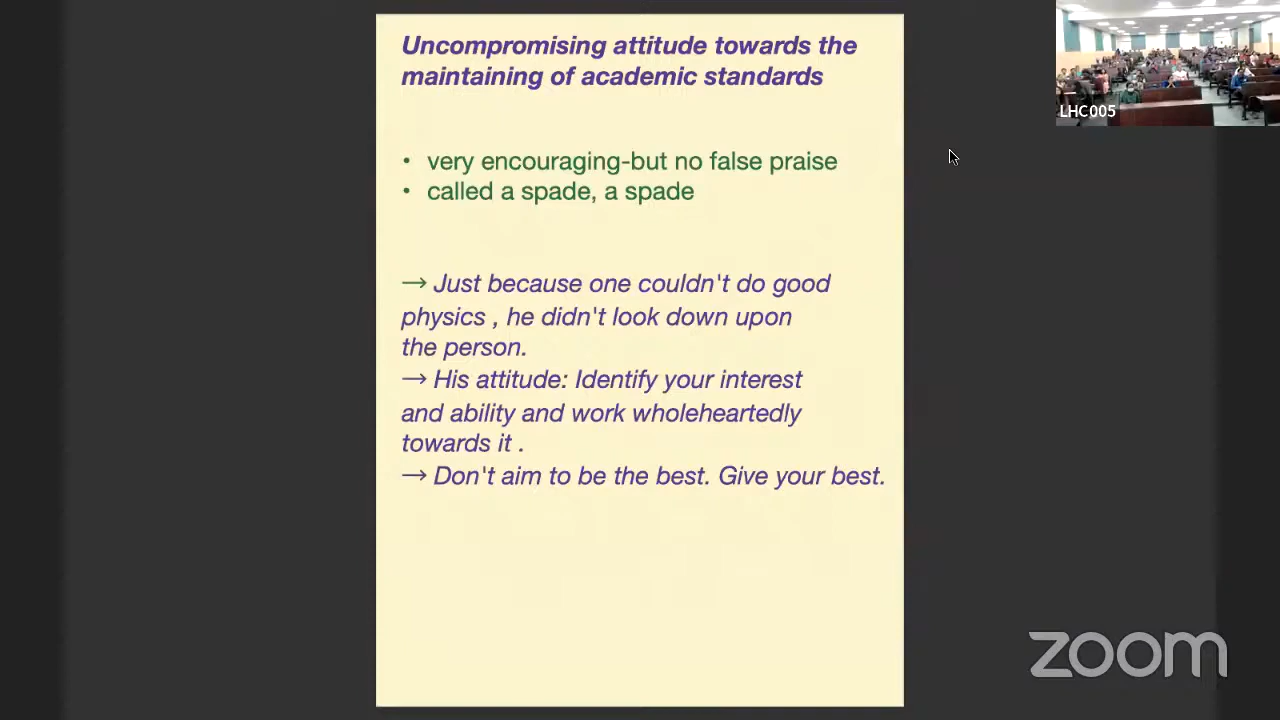 Uncompromising attitude towards the
maintaining of academic standards
• very encouraging-but no false praise
• called a spade, a spade
→ Just because one couldn't do good
physics , he didn't look down upon
the person.
→ His attitude: Identify your interest
and ability and work wholeheartedly
towards it .
→ Don't aim to be the best. Give your best.
LHC005
zoom